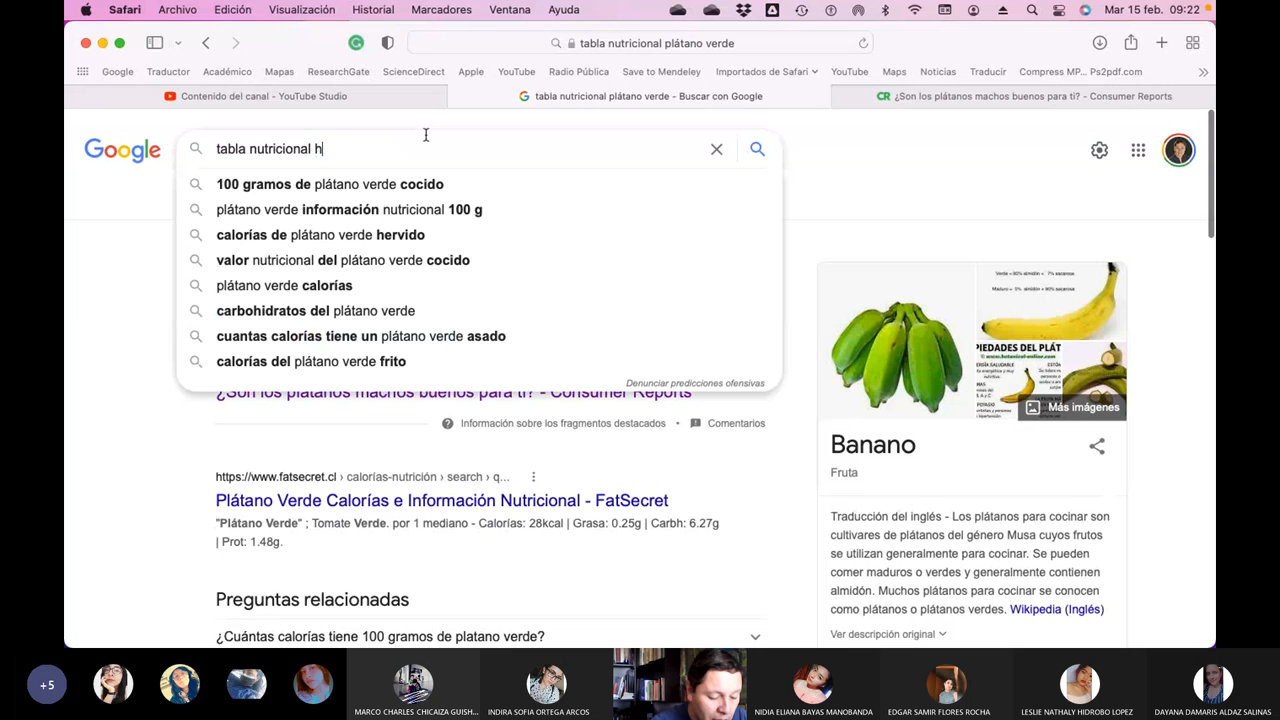 Safari Archivo Edición Visualización Historial Marcadores Ventana Ayuda Mar 15 feb. 09:22
tabla nutricional plátano verde
Google Traductor Académico Mapas ResearchGate ScienceDirect Apple YouTube Radio Pública Save to Mendeley Importados de Safari YouTube Maps Noticias Traducir Compress MP... Ps2pdf.com
Contenido del canal - YouTube Studio
tabla nutricional plátano verde - Buscar con Google
CR ¿Son los plátanos machos buenos para ti? - Consumer Reports
Google
tabla nutricional h
100 gramos de plátano verde cocido
plátano verde información nutricional 100 g
calorías de plátano verde hervido
valor nutricional del plátano verde cocido
plátano verde calorías
carbohidratos del plátano verde
cuantas calorías tiene un plátano verde asado
calorías del plátano verde frito
Denunciar predicciones ofensivas
¿Son los plátanos machos buenos para ti? - Consumer Reports
Información sobre los fragmentos destacados • Comentarios
https://www.fatsecret.cl › calorías-nutrición › search › q...
Plátano Verde Calorías e Información Nutricional - FatSecret
"Plátano Verde" ; Tomate Verde. por 1 mediano - Calorías: 28kcal | Grasa: 0.25g | Carbh: 6.27g
| Prot: 1.48g.
Preguntas relacionadas
¿Cuántas calorías tiene 100 gramos de platano verde?
Más imágenes
Banano
Fruta
Traducción del inglés - Los plátanos para cocinar son
cultivares de plátanos del género Musa cuyos frutos
se utilizan generalmente para cocinar. Se pueden
comer maduros o verdes y generalmente contienen
almidón. Muchos plátanos para cocinar se conocen
como plátanos o plátanos verdes. Wikipedia (Inglés)
Ver descripción original
+5
MARCO CHARLES CHICAIZA GUISH...
INDIRA SOFIA ORTEGA ARCOS
NIDIA ELIANA BAYAS MANOBANDA
EDGAR SAMIR FLORES ROCHA
LESLIE NATHALY HIDROBO LOPEZ
DAYANA DAMARIS ALDAZ SALINAS